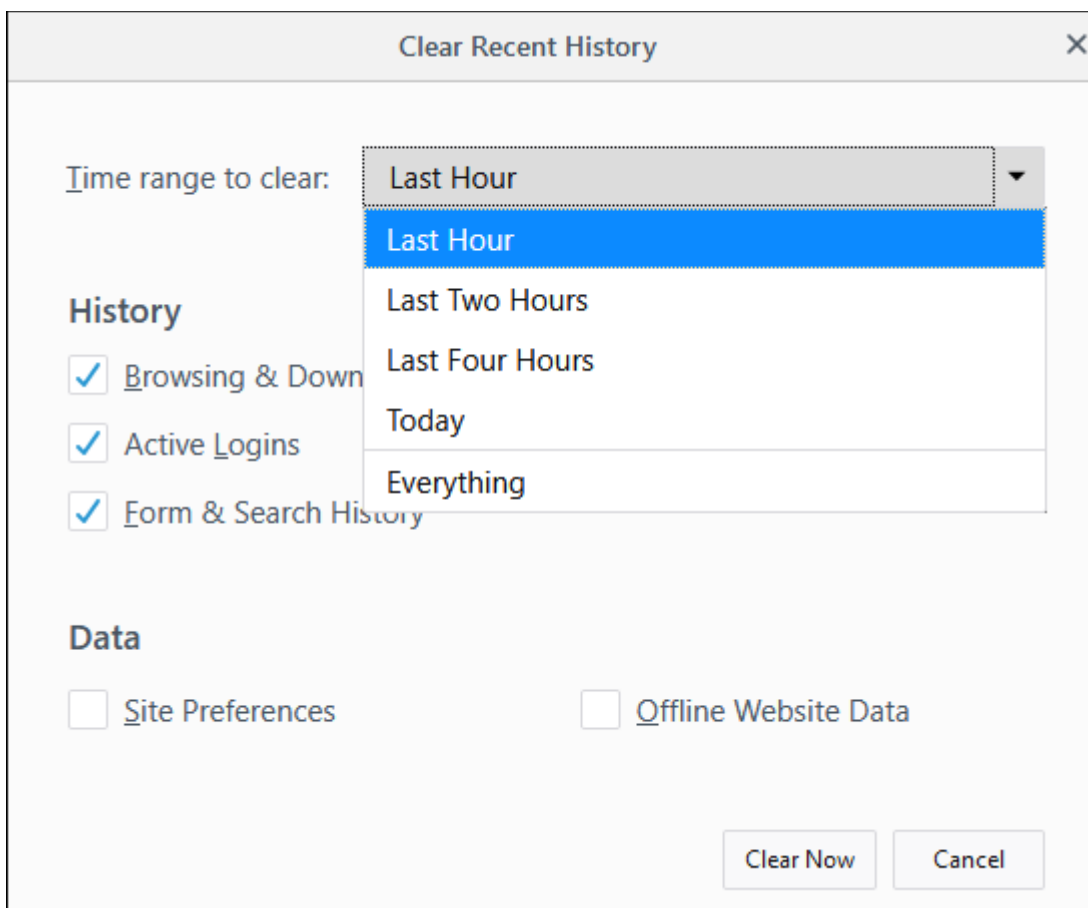 Clear Recent History
Time range to clear: Last Hour
Last Hour
Last Two Hours
Last Four Hours
Today
Everything
History
Browsing & Down
Active Logins
Form & Search History
Data
Site Preferences Offline Website Data
Clear Now Cancel